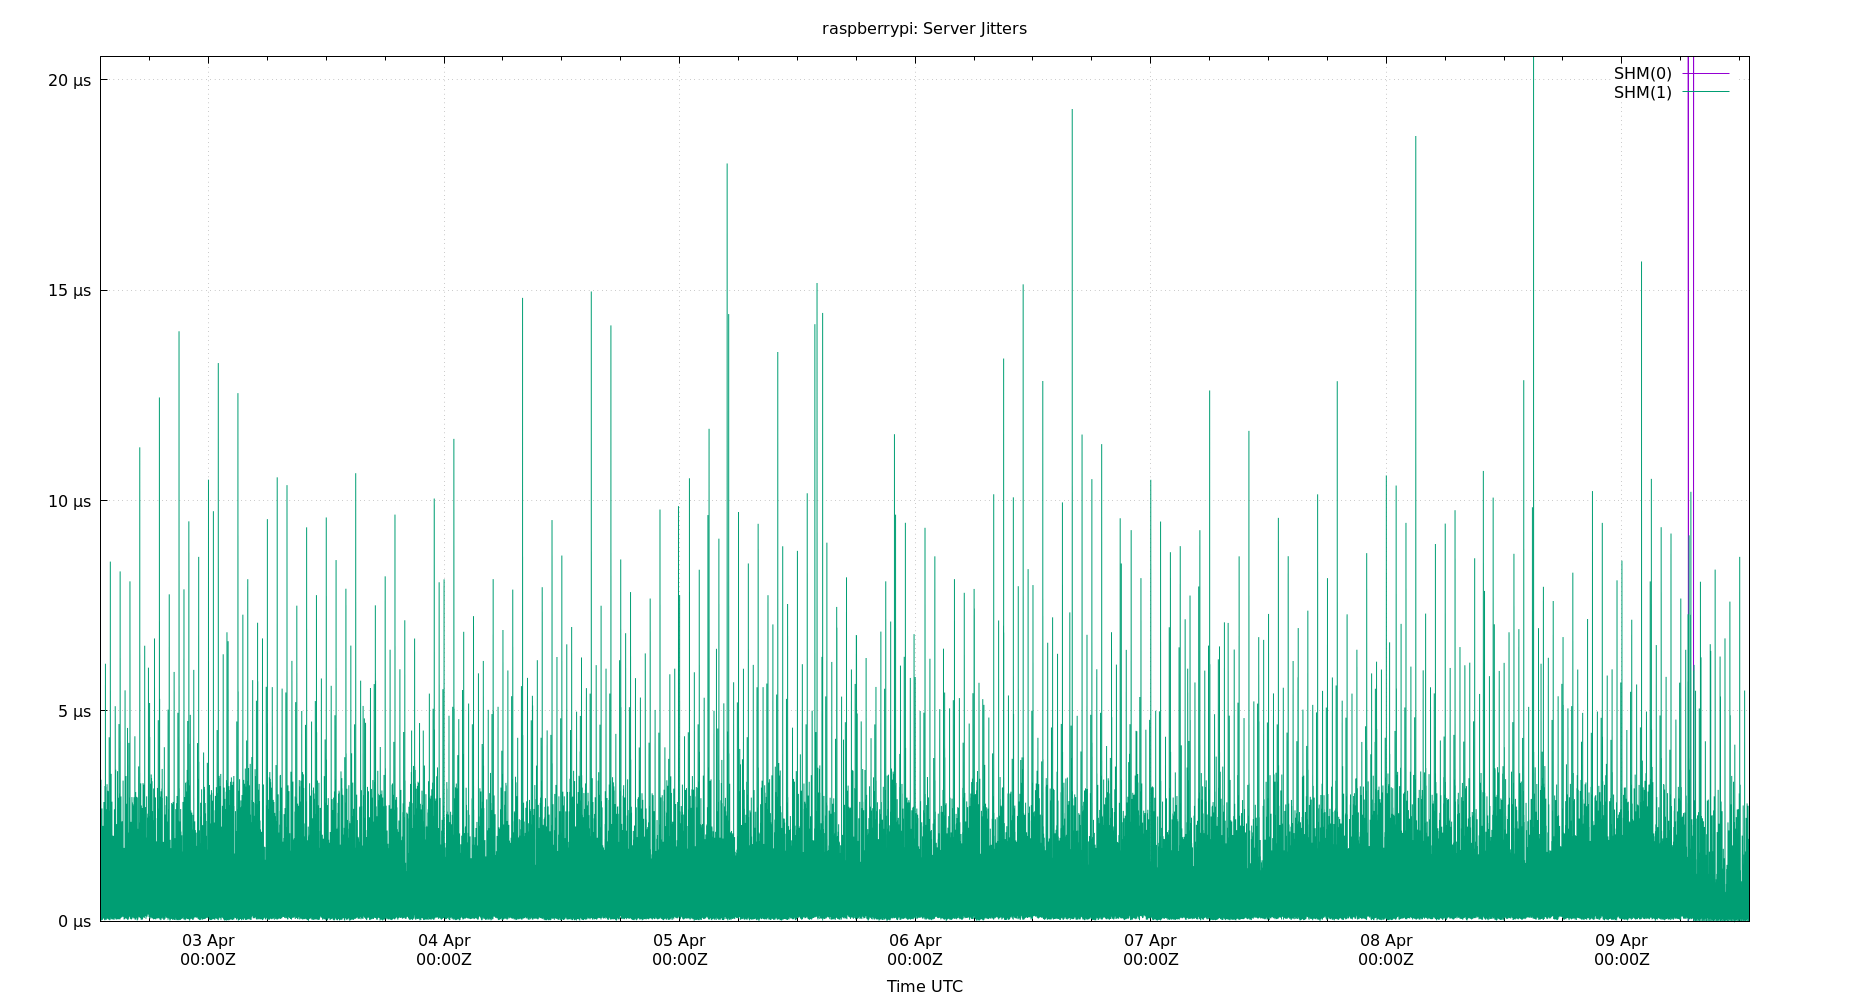 raspberrypi: Server Jitters
SHM(0)
SHM(1)
20 µs
15 µs
10 µs
5 µs
0 µs
03 Apr 04 Apr 05 Apr 06 Apr 07 Apr 08 Apr 09 Apr
00:00Z 00:00Z 00:00Z 00:00Z 00:00Z 00:00Z 00:00Z
Time UTC